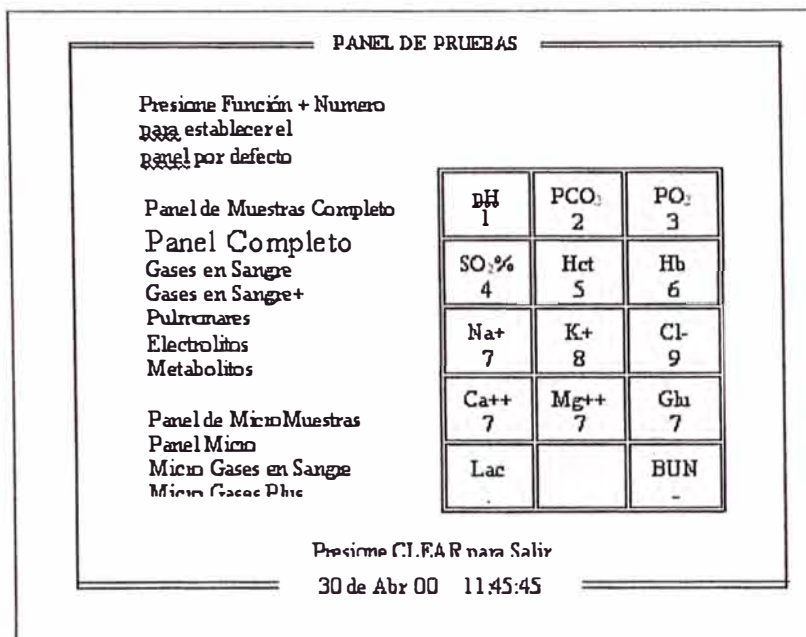 PANEL DE PRUEBAS
Presione Función + Numero
para establecer el
panel por defecto
Panel de Muestras Completo
Panel Completo
Gases en Sangre
Gases en Sangre+
Pulmonares
Electrolitos
Metabolitos
Panel de MicroMuestras
Panel Micro
Micro Gases en Sangre
Micro Gases Plus
pH PCO₂ PO₂
1 2 3
SO₂% Hct Hb
4 5 6
Na+ K+ Cl-
7 8 9
Ca++ Mg++ Glu
7 7 7
Lac BUN
. -
Presione CLEAR para Salir
30 de Abr 00 11:45:45